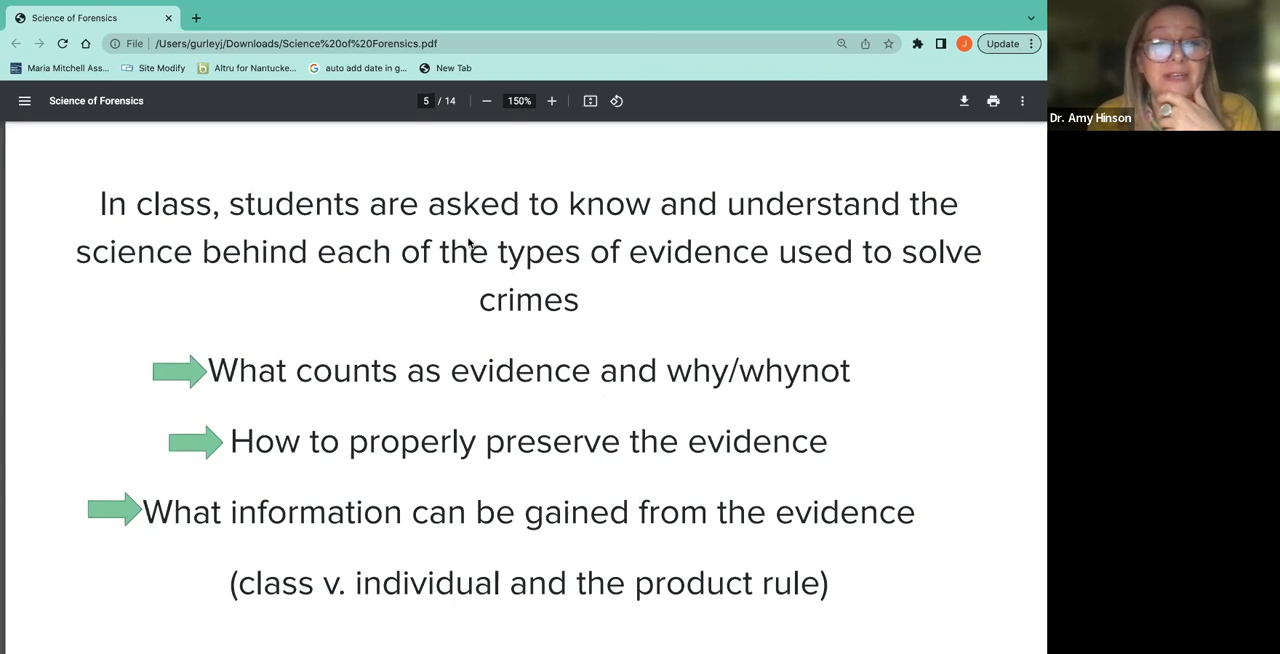 Science of Forensics
File | /Users/gurleyj/Downloads/Science%20of%20Forensics.pdf
J
Update
Maria Mitchell Ass...
Site Modify
b
Altru for Nantucke...
G
auto add date in g...
New Tab
Science of Forensics
5 / 14
150%
Dr. Amy Hinson
In class, students are asked to know and understand the
science behind each of the types of evidence used to solve
crimes
What counts as evidence and why/whynot
How to properly preserve the evidence
What information can be gained from the evidence
(class v. individual and the product rule)